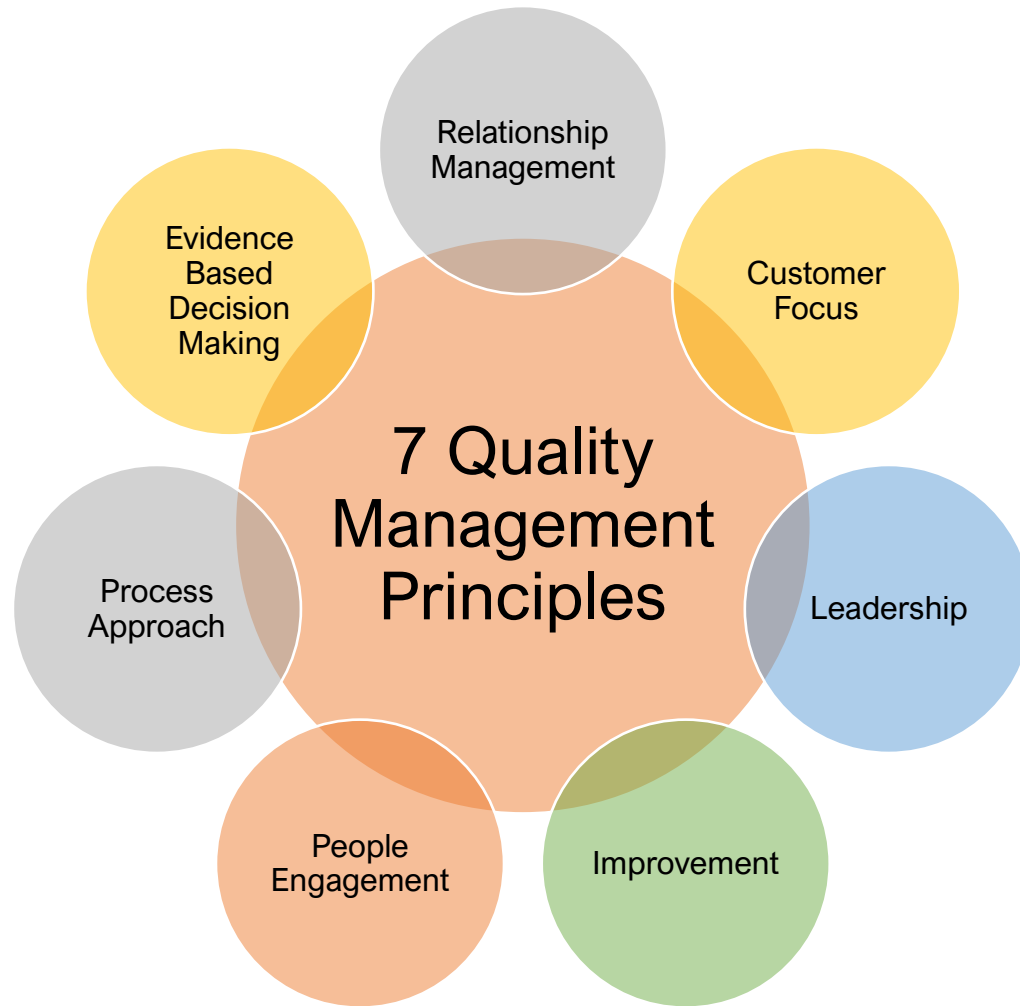 Relationship
Management
Customer
Focus
Leadership
Improvement
People
Engagement
Process
Approach
Evidence
Based
Decision
Making
7 Quality
Management
Principles